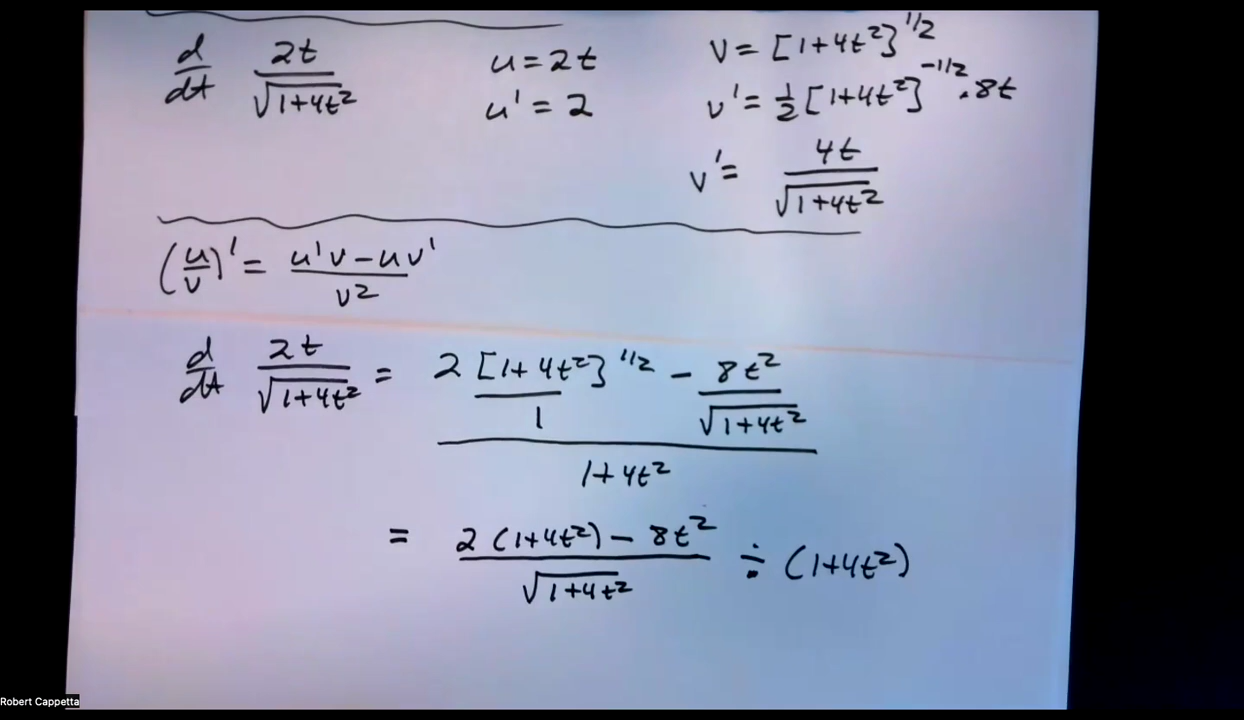 d/dt 2t/√(1+4t²)   u = 2t   v = [1+4t²]^1/2
u' = 2   v' = 1/2 [1+4t²]^-1/2 · 8t
v' = 4t/√(1+4t²)
(u/v)' = (u'v - uv')/v²
d/dt 2t/√(1+4t²) = (2[1+4t²]^1/2/1 - 8t²/√(1+4t²))/(1+4t²)
= (2(1+4t²) - 8t²)/√(1+4t²) ÷ (1+4t²)
Robert Cappetta